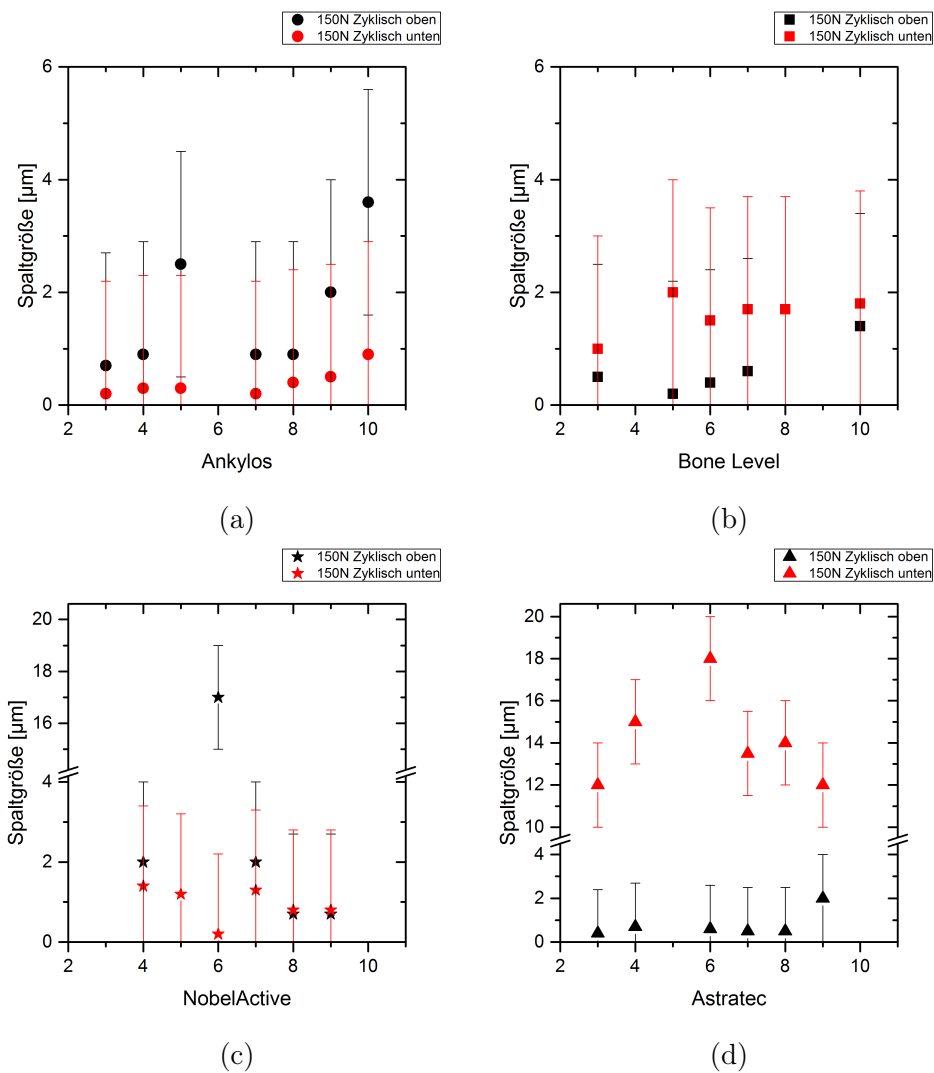 150N Zyklisch oben
150N Zyklisch unten
6
4
2
0
Spaltgröße [µm]
2 4 6 8 10
Ankylos
(a)
150N Zyklisch oben
150N Zyklisch unten
6
4
2
0
Spaltgröße [µm]
2 4 6 8 10
Bone Level
(b)
150N Zyklisch oben
150N Zyklisch unten
20
18
16
4
2
0
Spaltgröße [µm]
2 4 6 8 10
NobelActive
(c)
150N Zyklisch oben
150N Zyklisch unten
20
18
16
14
12
10
4
2
0
Spaltgröße [µm]
2 4 6 8 10
Astratec
(d)